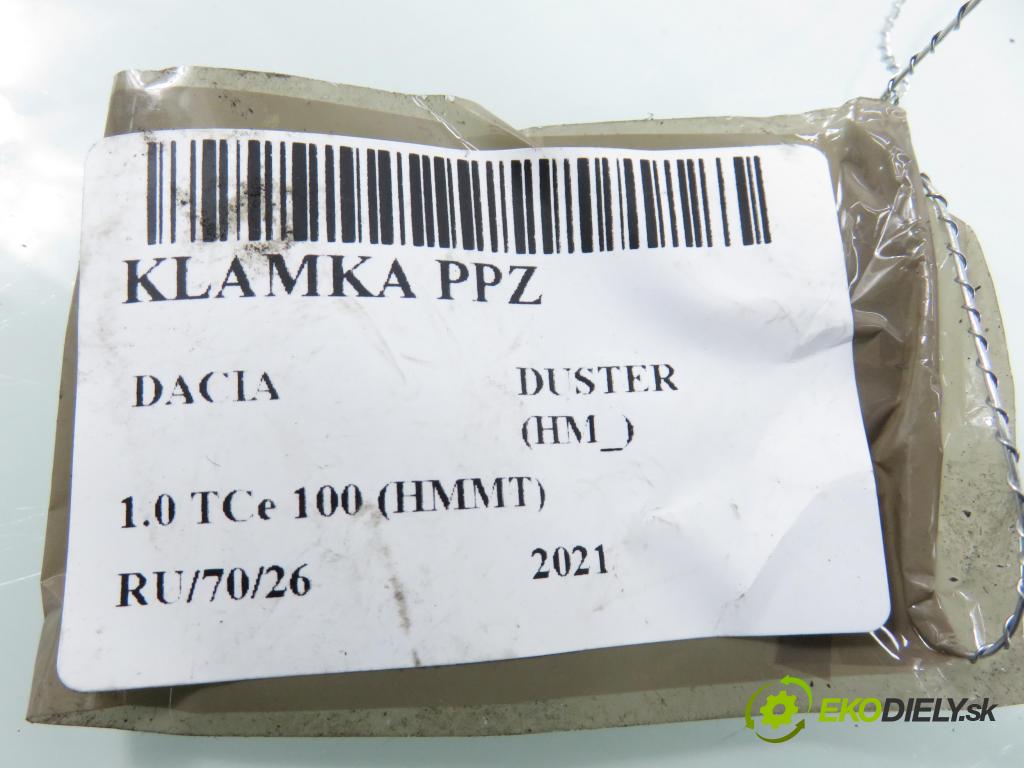 KLAMKA PPZ
DACIA DUSTER
(HM_)
1.0 TCe 100 (HMMT)
RU/70/26 2021
EKODIELY.sk